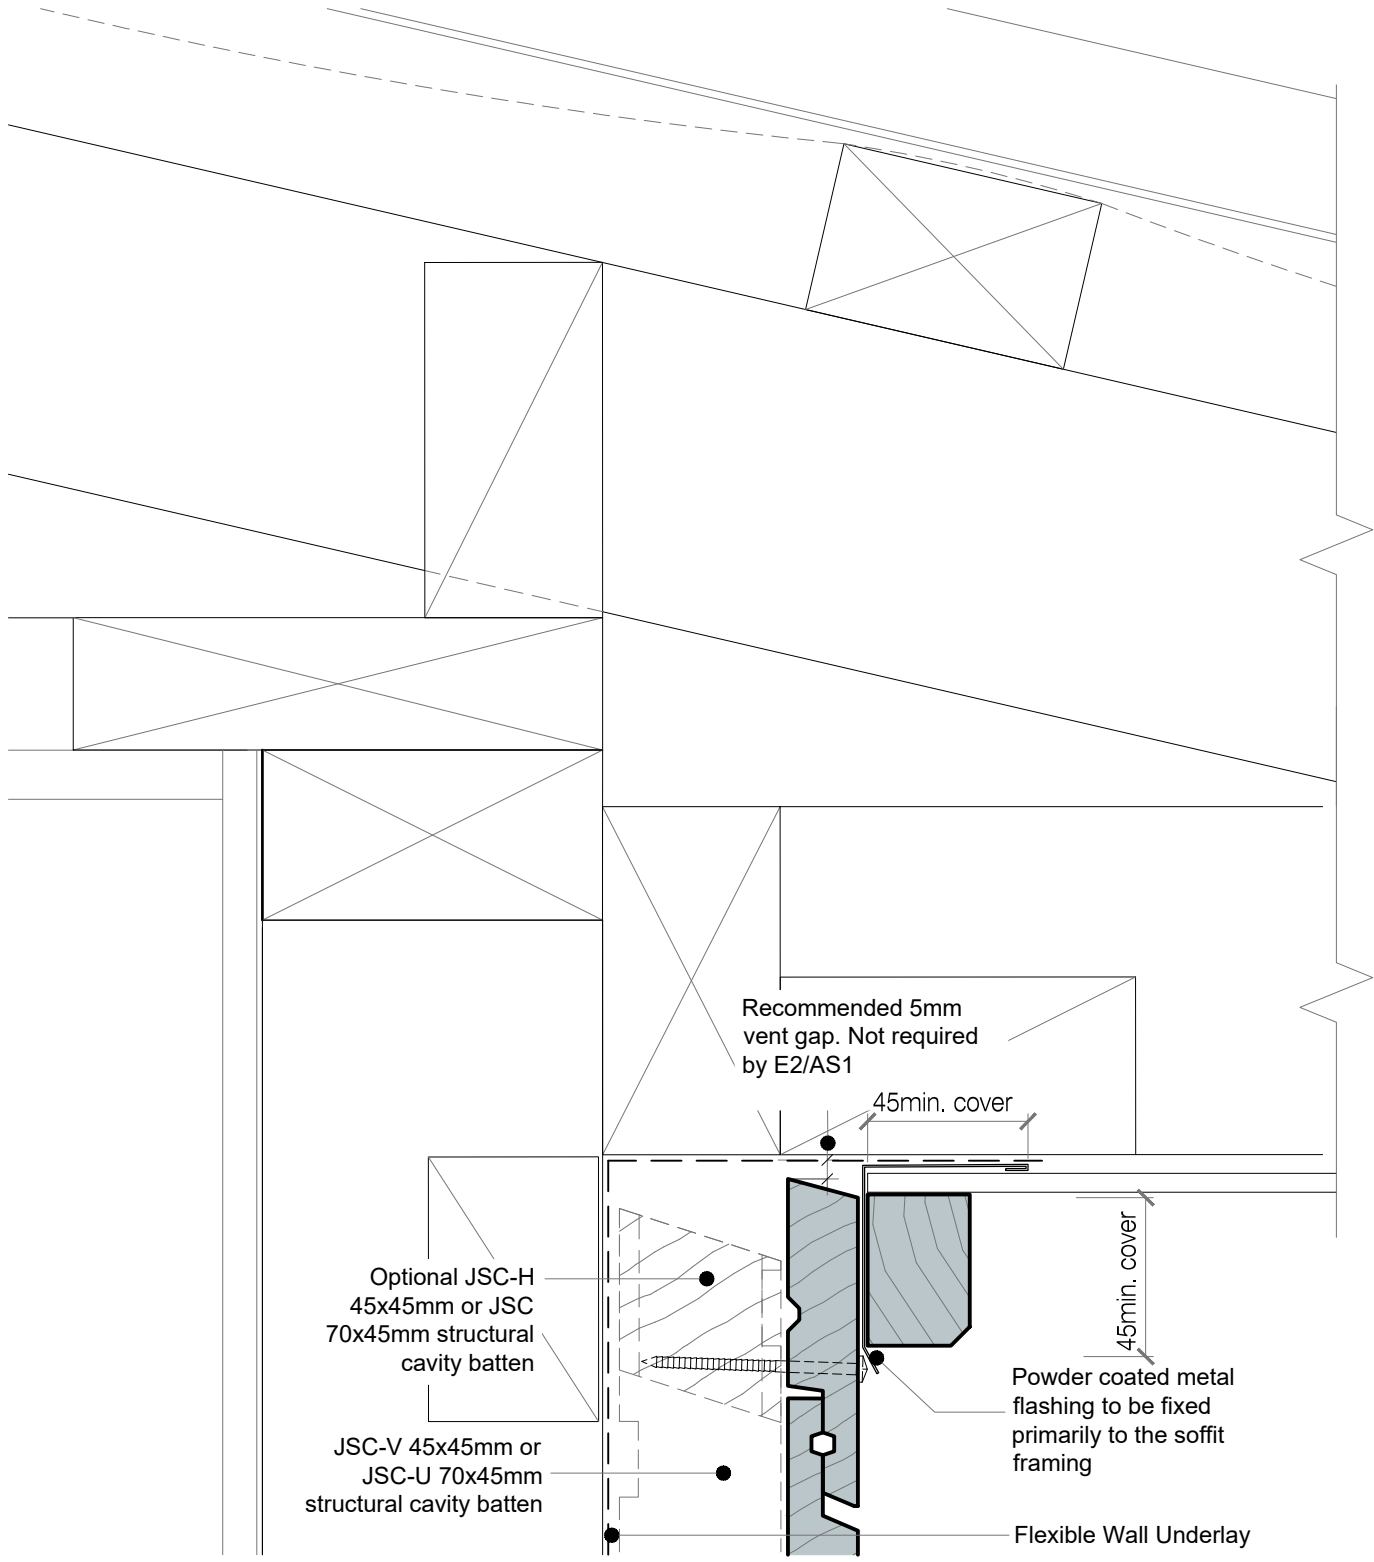 Recommended 5mm
vent gap. Not required
by E2/AS1
45min. cover
45min. cover
Optional JSC-H
45x45mm or JSC
70x45mm structural
cavity batten
Powder coated metal
flashing to be fixed
primarily to the soffit
framing
JSC-V 45x45mm or
JSC-U 70x45mm
structural cavity batten
Flexible Wall Underlay